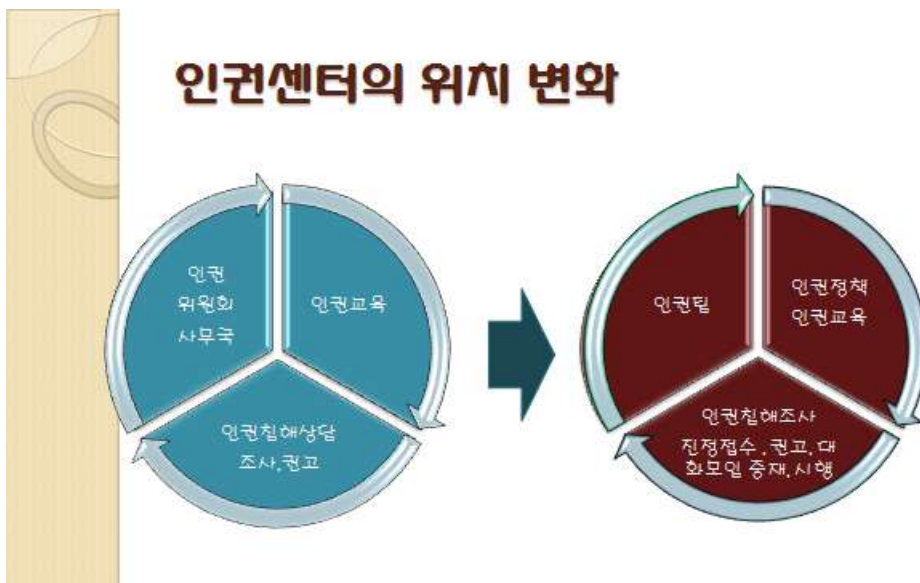 인권센터의 위치 변화
인권
위원회
사무국
인권교육
인권침해상담
조사.권고
인권팀
인권정책
인권교육
인권침해조사
진정접수.권고.대
화모임 중재.시행